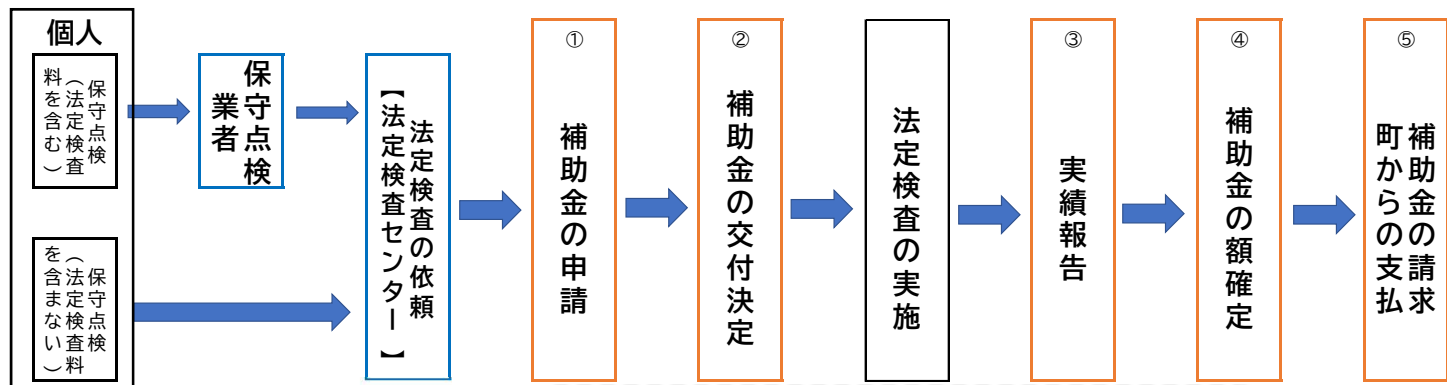 個人
保守点検
（法定検査
料を含む）
保守点検
（法定検査料
を含まない）
保守点検
業者
法定検査の依頼
【法定検査センター】
①
補助金の申請
②
補助金の交付決定
法定検査の実施
③
実績報告
④
補助金の額確定
⑤
補助金の請求
町からの支払